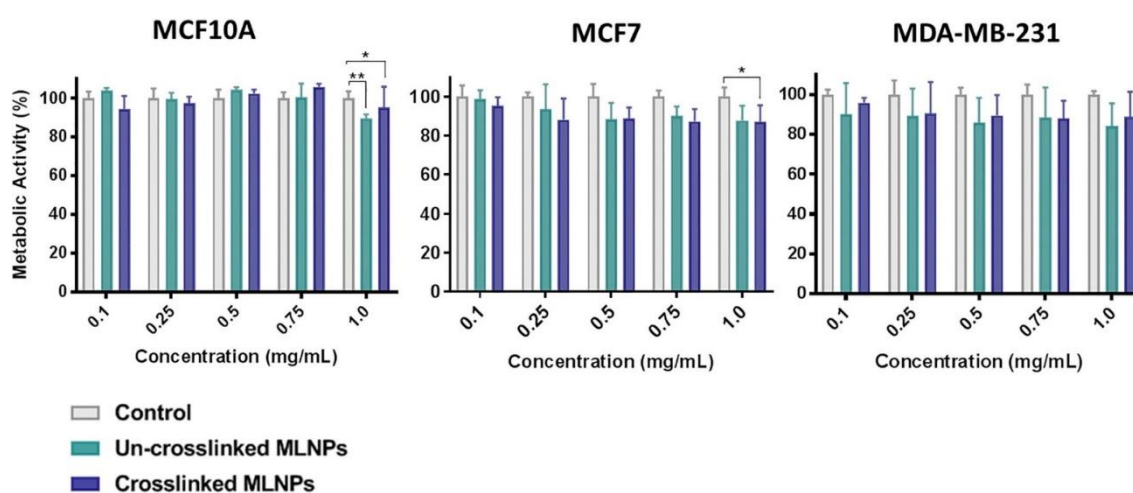 MCF10A
MCF7
MDA-MB-231
Metabolic Activity (%)
100
80
60
40
20
0
* 
**
0.1 0.25 0.5 0.75 1.0
Concentration (mg/mL)
100
80
60
40
20
0
*
0.1 0.25 0.5 0.75 1.0
Concentration (mg/mL)
100
80
60
40
20
0
0.1 0.25 0.5 0.75 1.0
Concentration (mg/mL)
Control
Un-crosslinked MLNPs
Crosslinked MLNPs